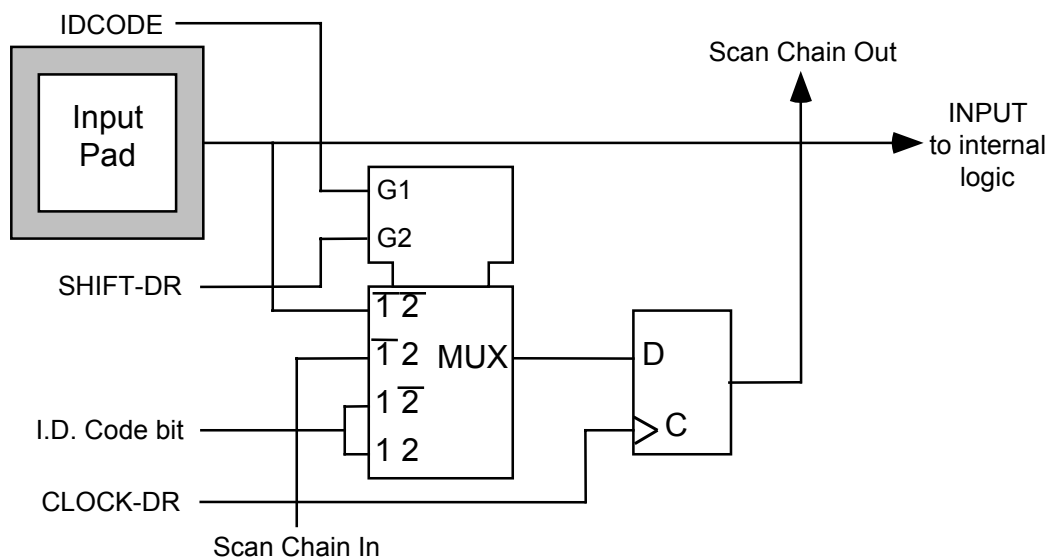 IDCODE
Scan Chain Out
Input
Pad
INPUT
to internal
logic
G1
G2
SHIFT-DR
1̅ 2̅
1̅ 2
MUX
D
1 2̅
I.D. Code bit
1 2
C
CLOCK-DR
Scan Chain In